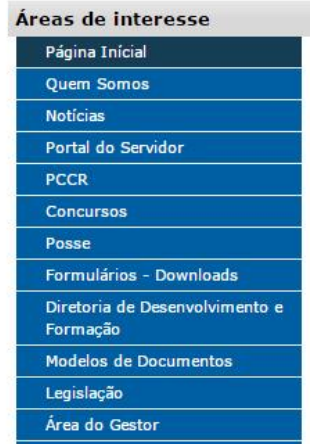 Áreas de interesse
Página Inícial
Quem Somos
Notícias
Portal do Servidor
PCCR
Concursos
Posse
Formulários - Downloads
Diretoria de Desenvolvimento e
Formação
Modelos de Documentos
Legislação
Área do Gestor